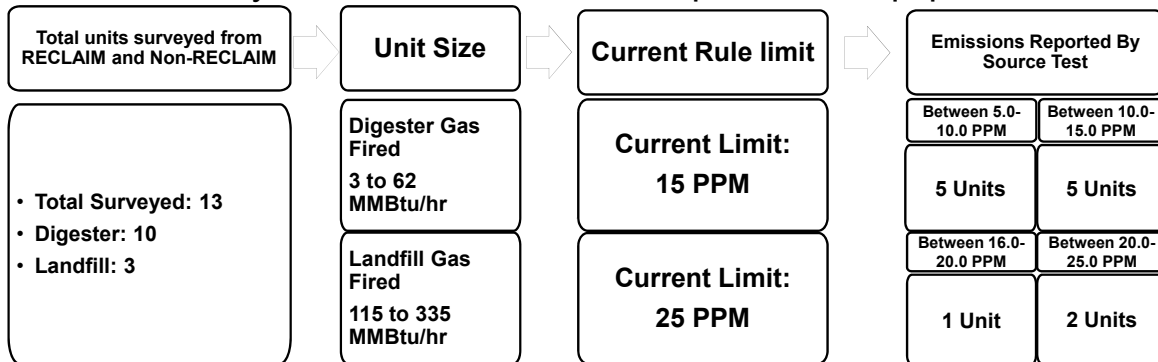 Total units surveyed from
RECLAIM and Non-RECLAIM
Unit Size
Current Rule limit
Emissions Reported By
Source Test
• Total Surveyed: 13
• Digester: 10
• Landfill: 3
Digester Gas
Fired
3 to 62
MMBtu/hr
Current Limit:
15 PPM
Between 5.0-
10.0 PPM
Between 10.0-
15.0 PPM
5 Units
5 Units
Landfill Gas
Fired
115 to 335
MMBtu/hr
Current Limit:
25 PPM
Between 16.0-
20.0 PPM
Between 20.0-
25.0 PPM
1 Unit
2 Units